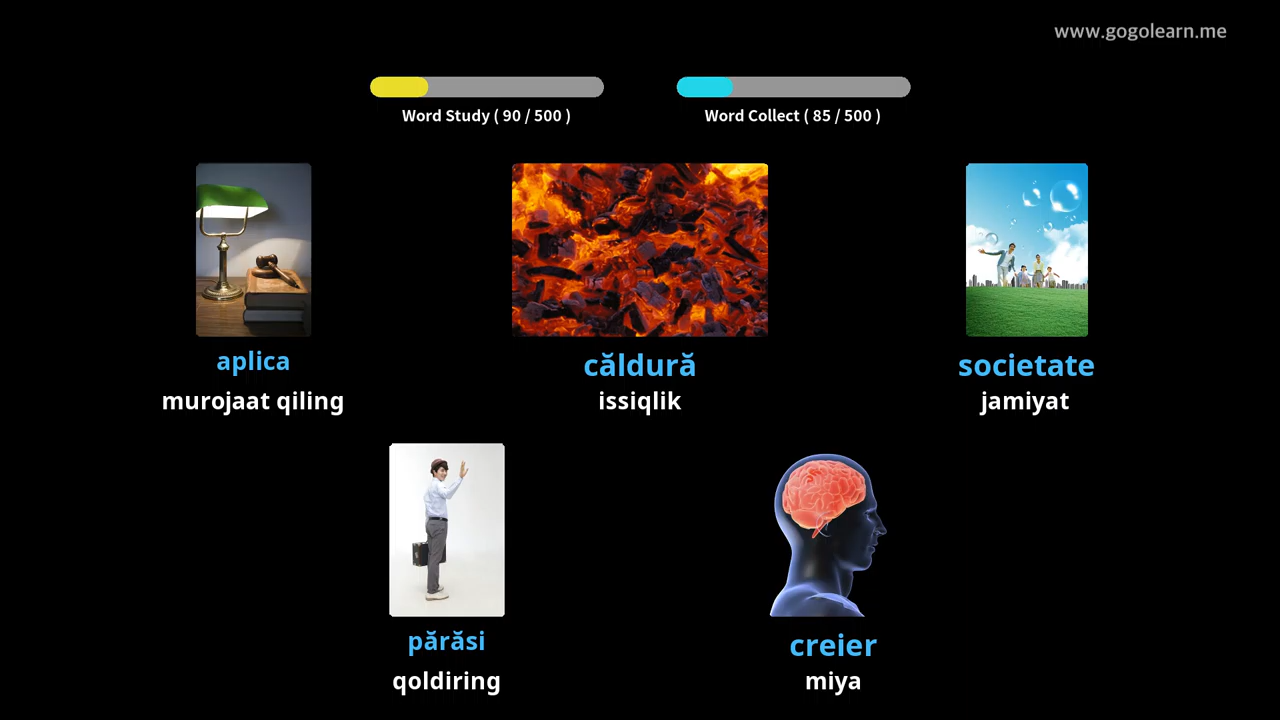 www.gogolearn.me
Word Study ( 90 / 500 )
Word Collect ( 85 / 500 )
aplica
căldură
societate
murojaat qiling
issiqlik
jamiyat
părăsi
creier
qoldiring
miya